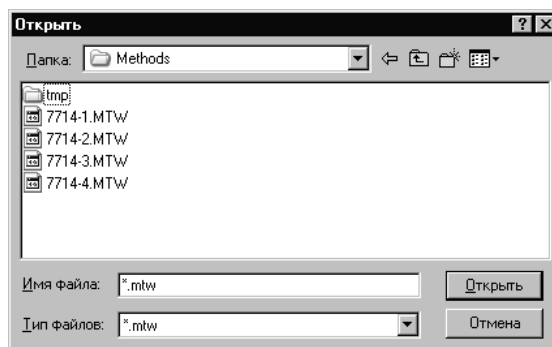 Открыть
Папка: Methods
tmp
7714-1.MTW
7714-2.MTW
7714-3.MTW
7714-4.MTW
Имя файла: *.mtw Открыть
Тип файлов: *.mtw Отмена